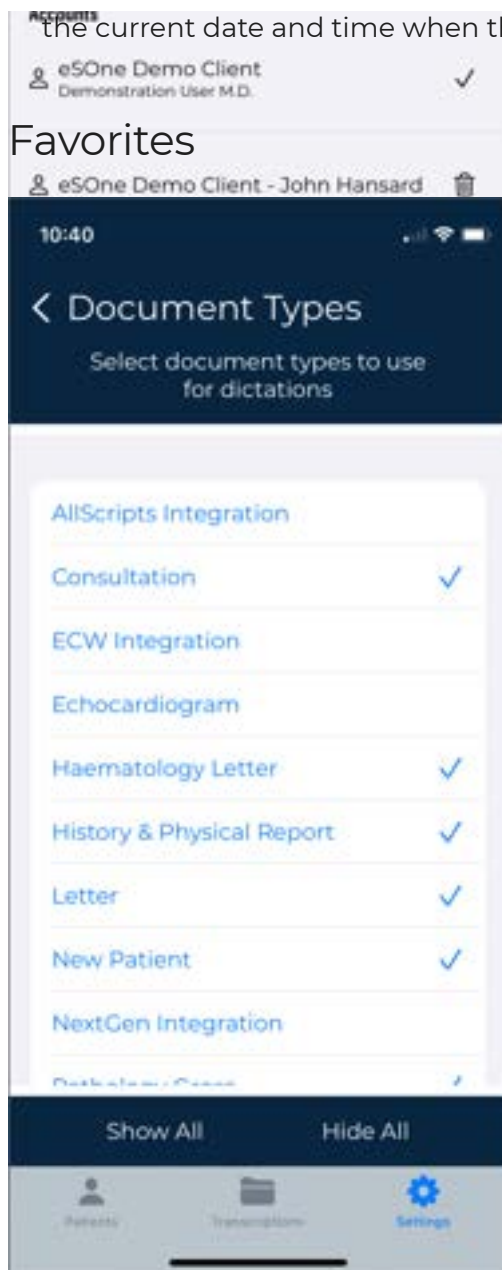 Accounts
the current date and time when th
eSOne Demo Client
Demonstration User M.D.
Favorites
eSOne Demo Client - John Hansard
10:40
Document Types
Select document types to use
for dictations
AllScripts Integration
Consultation
ECW Integration
Echocardiogram
Haematology Letter
History & Physical Report
Letter
New Patient
NextGen Integration
Show All Hide All
Patients Transcriptions Settings